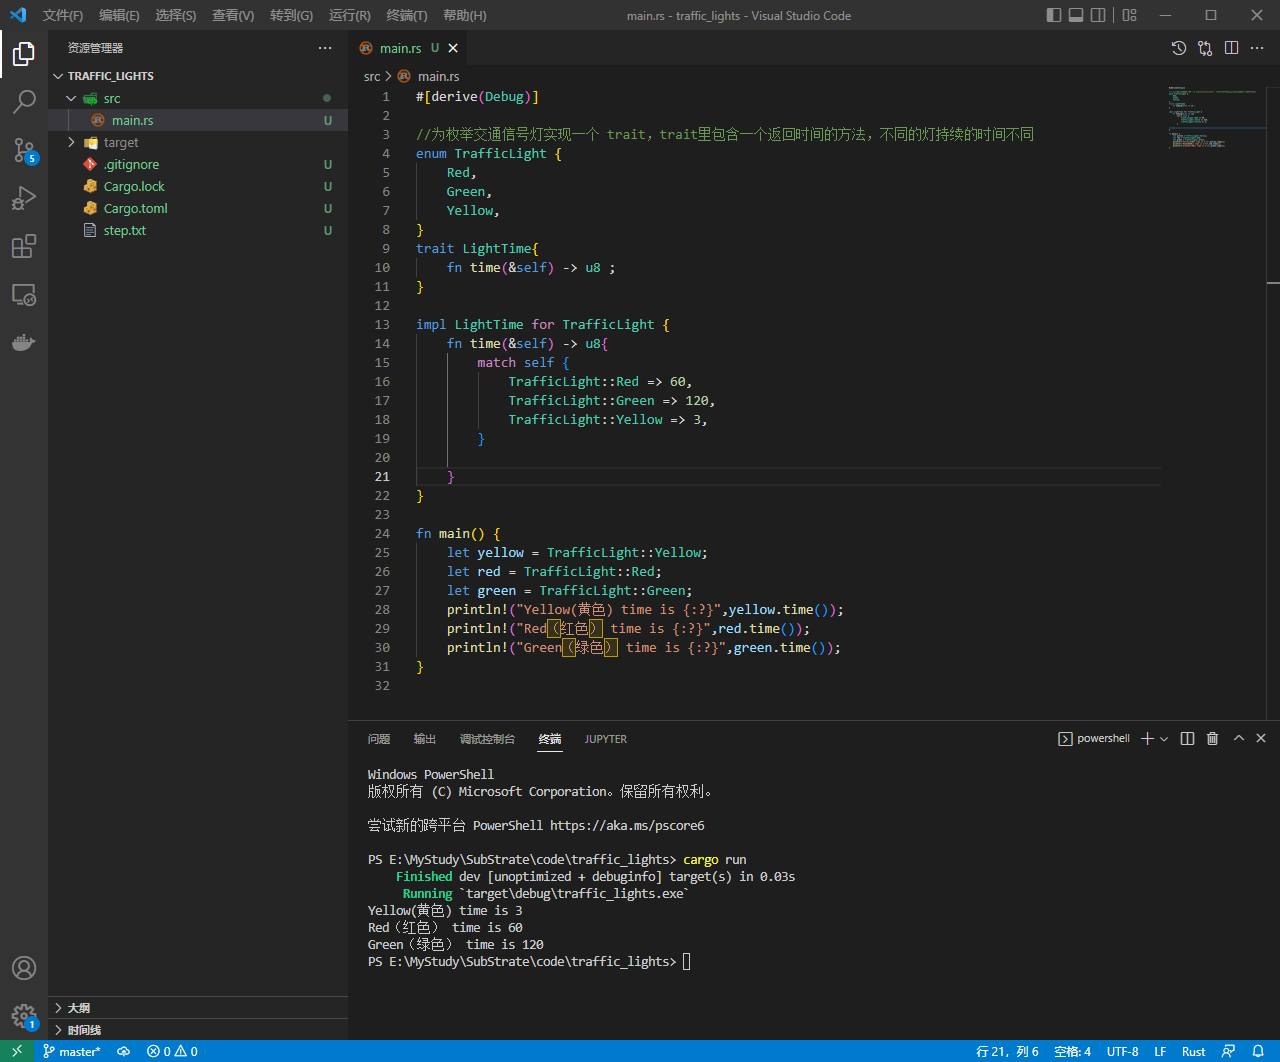 文件(F) 编辑(E) 选择(S) 查看(V) 转到(G) 运行(R) 终端(T) 帮助(H) main.rs - traffic_lights - Visual Studio Code
资源管理器
TRAFFIC_LIGHTS
src
main.rs U
target
.gitignore U
Cargo.lock U
Cargo.toml U
step.txt U
5
1
大纲
时间线
main.rs U
src > main.rs
1 #[derive(Debug)]
2
3 //为枚举交通信号灯实现一个 trait，trait里包含一个返回时间的方法，不同的灯持续的时间不同
4 enum TrafficLight {
5     Red,
6     Green,
7     Yellow,
8 }
9 trait LightTime{
10     fn time(&self) -> u8 ;
11 }
12
13 impl LightTime for TrafficLight {
14     fn time(&self) -> u8{
15         match self {
16             TrafficLight::Red => 60,
17             TrafficLight::Green => 120,
18             TrafficLight::Yellow => 3,
19         }
20
21     }
22 }
23
24 fn main() {
25     let yellow = TrafficLight::Yellow;
26     let red = TrafficLight::Red;
27     let green = TrafficLight::Green;
28     println!("Yellow(黄色) time is {:?}",yellow.time());
29     println!("Red（红色） time is {:?}",red.time());
30     println!("Green（绿色） time is {:?}",green.time());
31 }
32
问题 输出 调试控制台 终端 JUPYTER powershell
Windows PowerShell
版权所有 (C) Microsoft Corporation。保留所有权利。
尝试新的跨平台 PowerShell https://aka.ms/pscore6
PS E:\MyStudy\SubStrate\code\traffic_lights> cargo run
    Finished dev [unoptimized + debuginfo] target(s) in 0.03s
     Running `target\debug\traffic_lights.exe`
Yellow(黄色) time is 3
Red（红色） time is 60
Green（绿色） time is 120
PS E:\MyStudy\SubStrate\code\traffic_lights>
master* 0 0 行 21，列 6 空格: 4 UTF-8 LF Rust